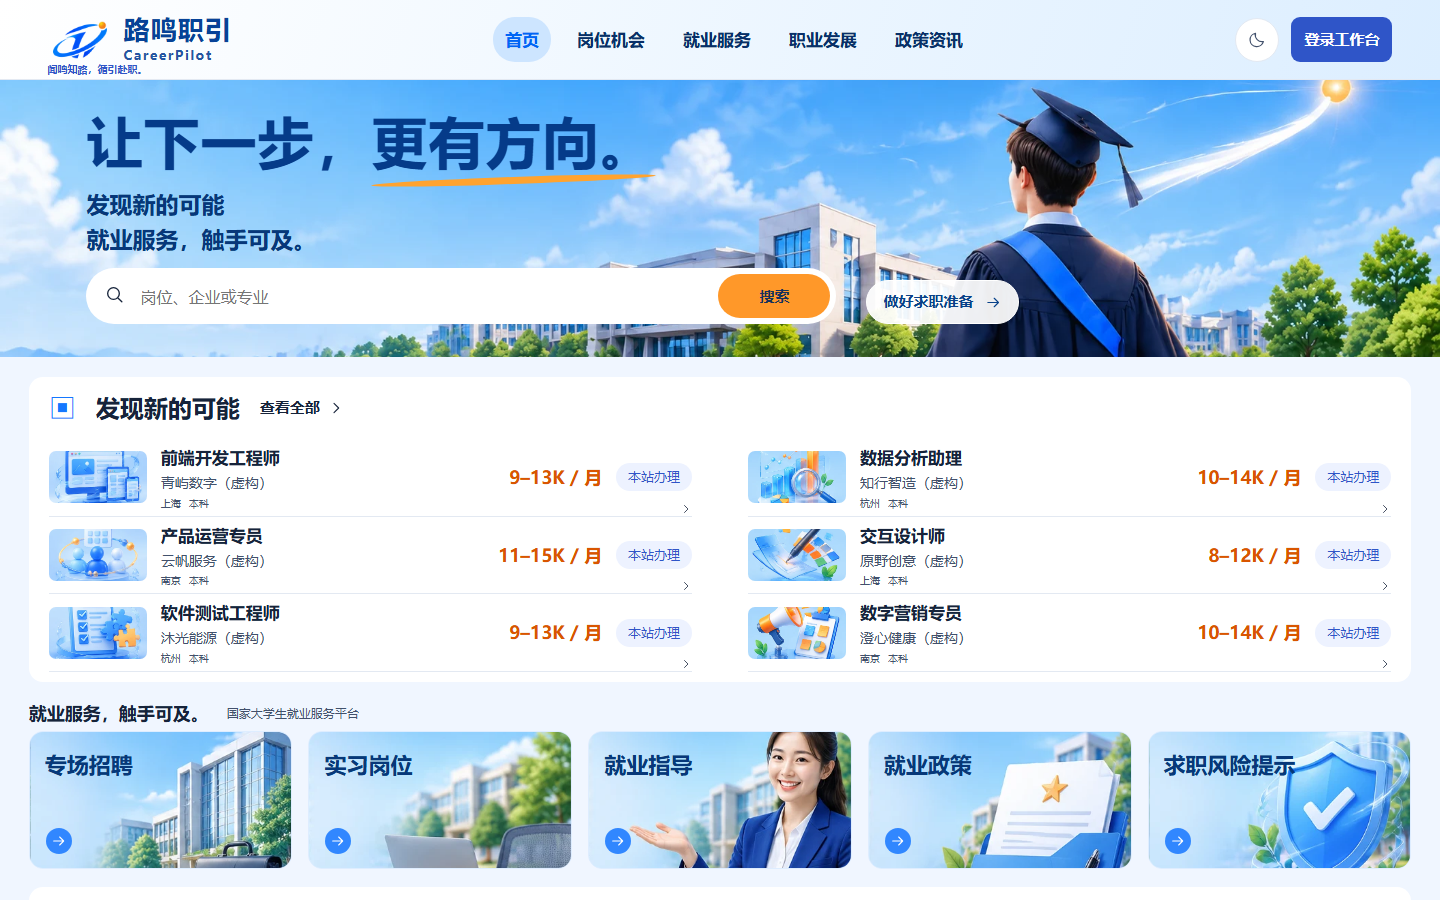 路鸣职引
CareerPilot
闻鸣知路，循引赴职。
首页
岗位机会
就业服务
职业发展
政策资讯
登录工作台
让下一步，更有方向。
发现新的可能
就业服务，触手可及。
岗位、企业或专业
搜索
做好求职准备
发现新的可能 查看全部
前端开发工程师
青屿数字（虚构）
上海 本科
9–13K / 月
本站办理
数据分析助理
知行智造（虚构）
杭州 本科
10–14K / 月
本站办理
产品运营专员
云帆服务（虚构）
南京 本科
11–15K / 月
本站办理
交互设计师
原野创意（虚构）
上海 本科
8–12K / 月
本站办理
软件测试工程师
沐光能源（虚构）
杭州 本科
9–13K / 月
本站办理
数字营销专员
澄心健康（虚构）
南京 本科
10–14K / 月
本站办理
就业服务，触手可及。 国家大学生就业服务平台
专场招聘
实习岗位
就业指导
就业政策
求职风险提示